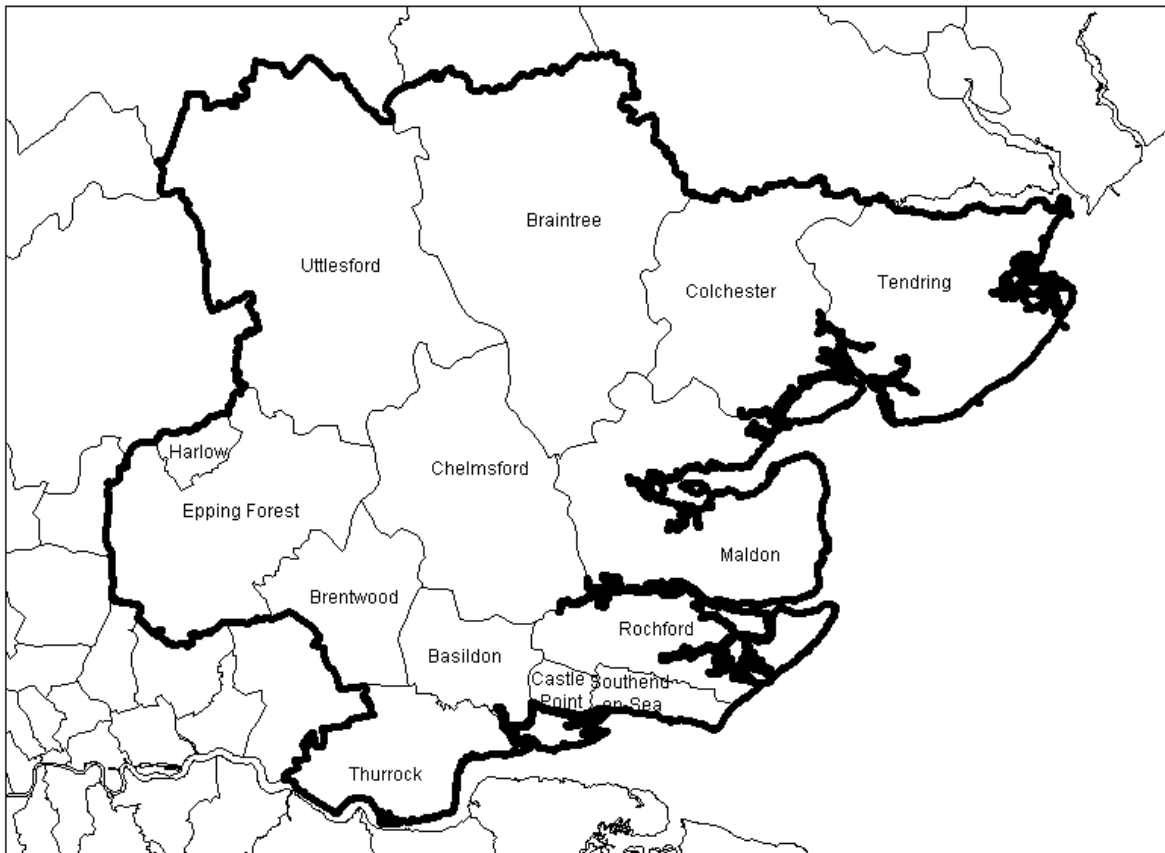 Braintree
Uttlesford
Tendring
Colchester
Harlow
Chelmsford
Epping Forest
Maldon
Brentwood
Rochford
Basildon
Castle
Point
Southend
on-Sea
Thurrock